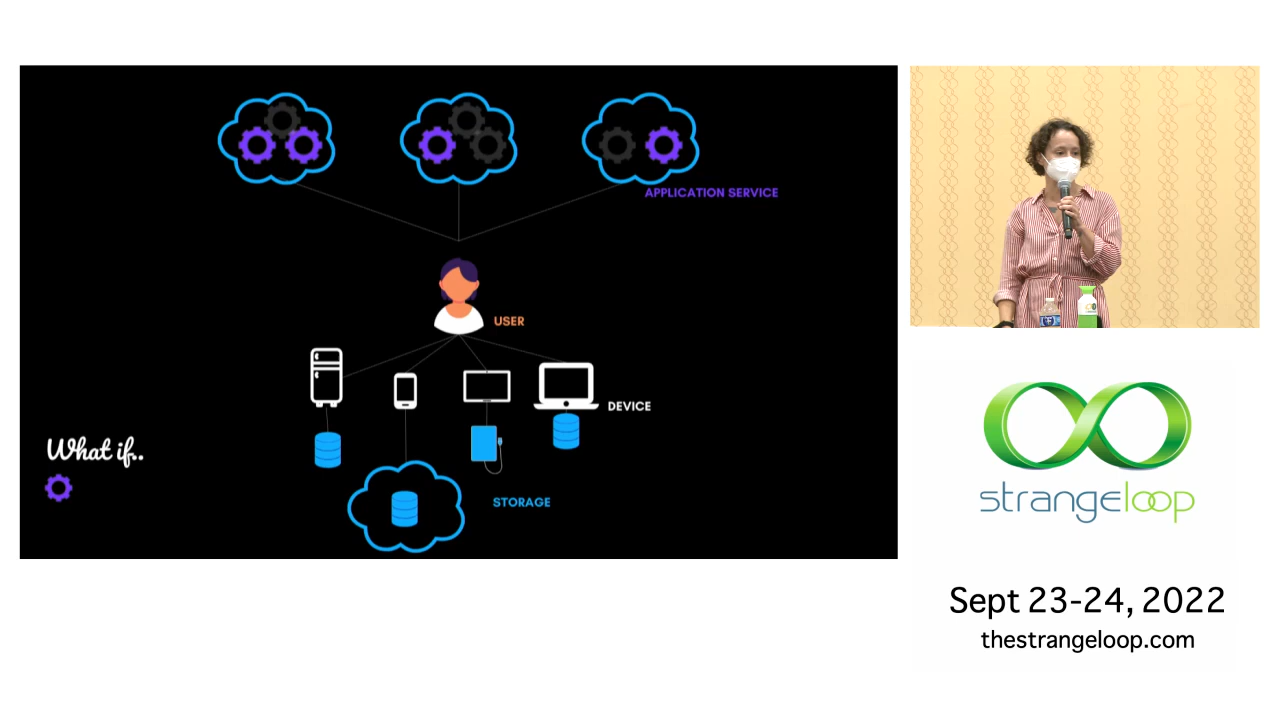 APPLICATION SERVICE
USER
DEVICE
What if..
STORAGE
strangeloop
Sept 23-24, 2022
thestrangeloop.com